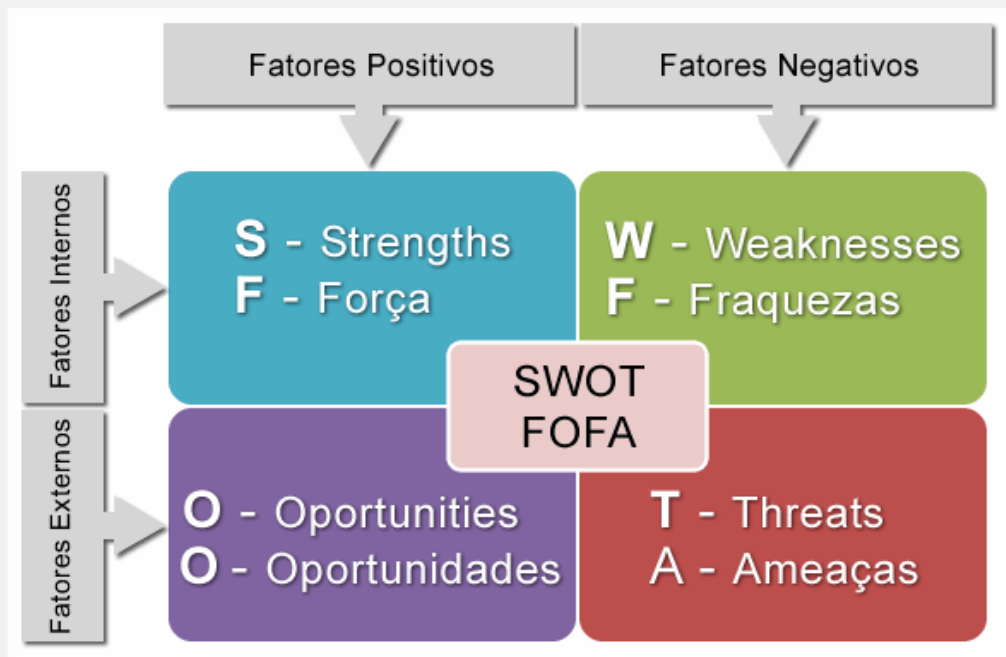 Fatores Positivos
Fatores Negativos
Fatores Internos
S - Strengths
F - Força
W - Weaknesses
F - Fraquezas
SWOT
FOFA
Fatores Externos
O - Oportunities
O - Oportunidades
T - Threats
A - Ameaças